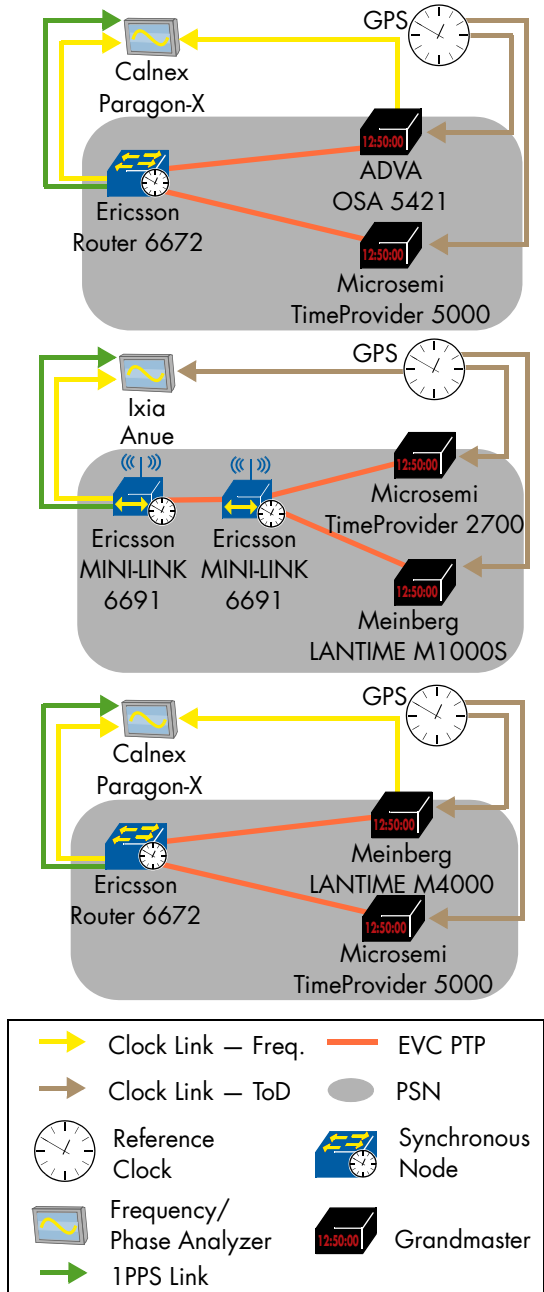 GPS
Calnex
Paragon-X
12:50:00
ADVA
OSA 5421
Ericsson
Router 6672
12:50:00
Microsemi
TimeProvider 5000
GPS
Ixia
Anue
12:50:00
Microsemi
TimeProvider 2700
Ericsson
MINI-LINK
6691
Ericsson
MINI-LINK
6691
12:50:00
Meinberg
LANTIME M1000S
GPS
Calnex
Paragon-X
12:50:00
Meinberg
LANTIME M4000
Ericsson
Router 6672
12:50:00
Microsemi
TimeProvider 5000
Clock Link — Freq.
EVC PTP
Clock Link — ToD
PSN
Reference
Clock
Synchronous
Node
Frequency/
Phase Analyzer
12:50:00
Grandmaster
1PPS Link